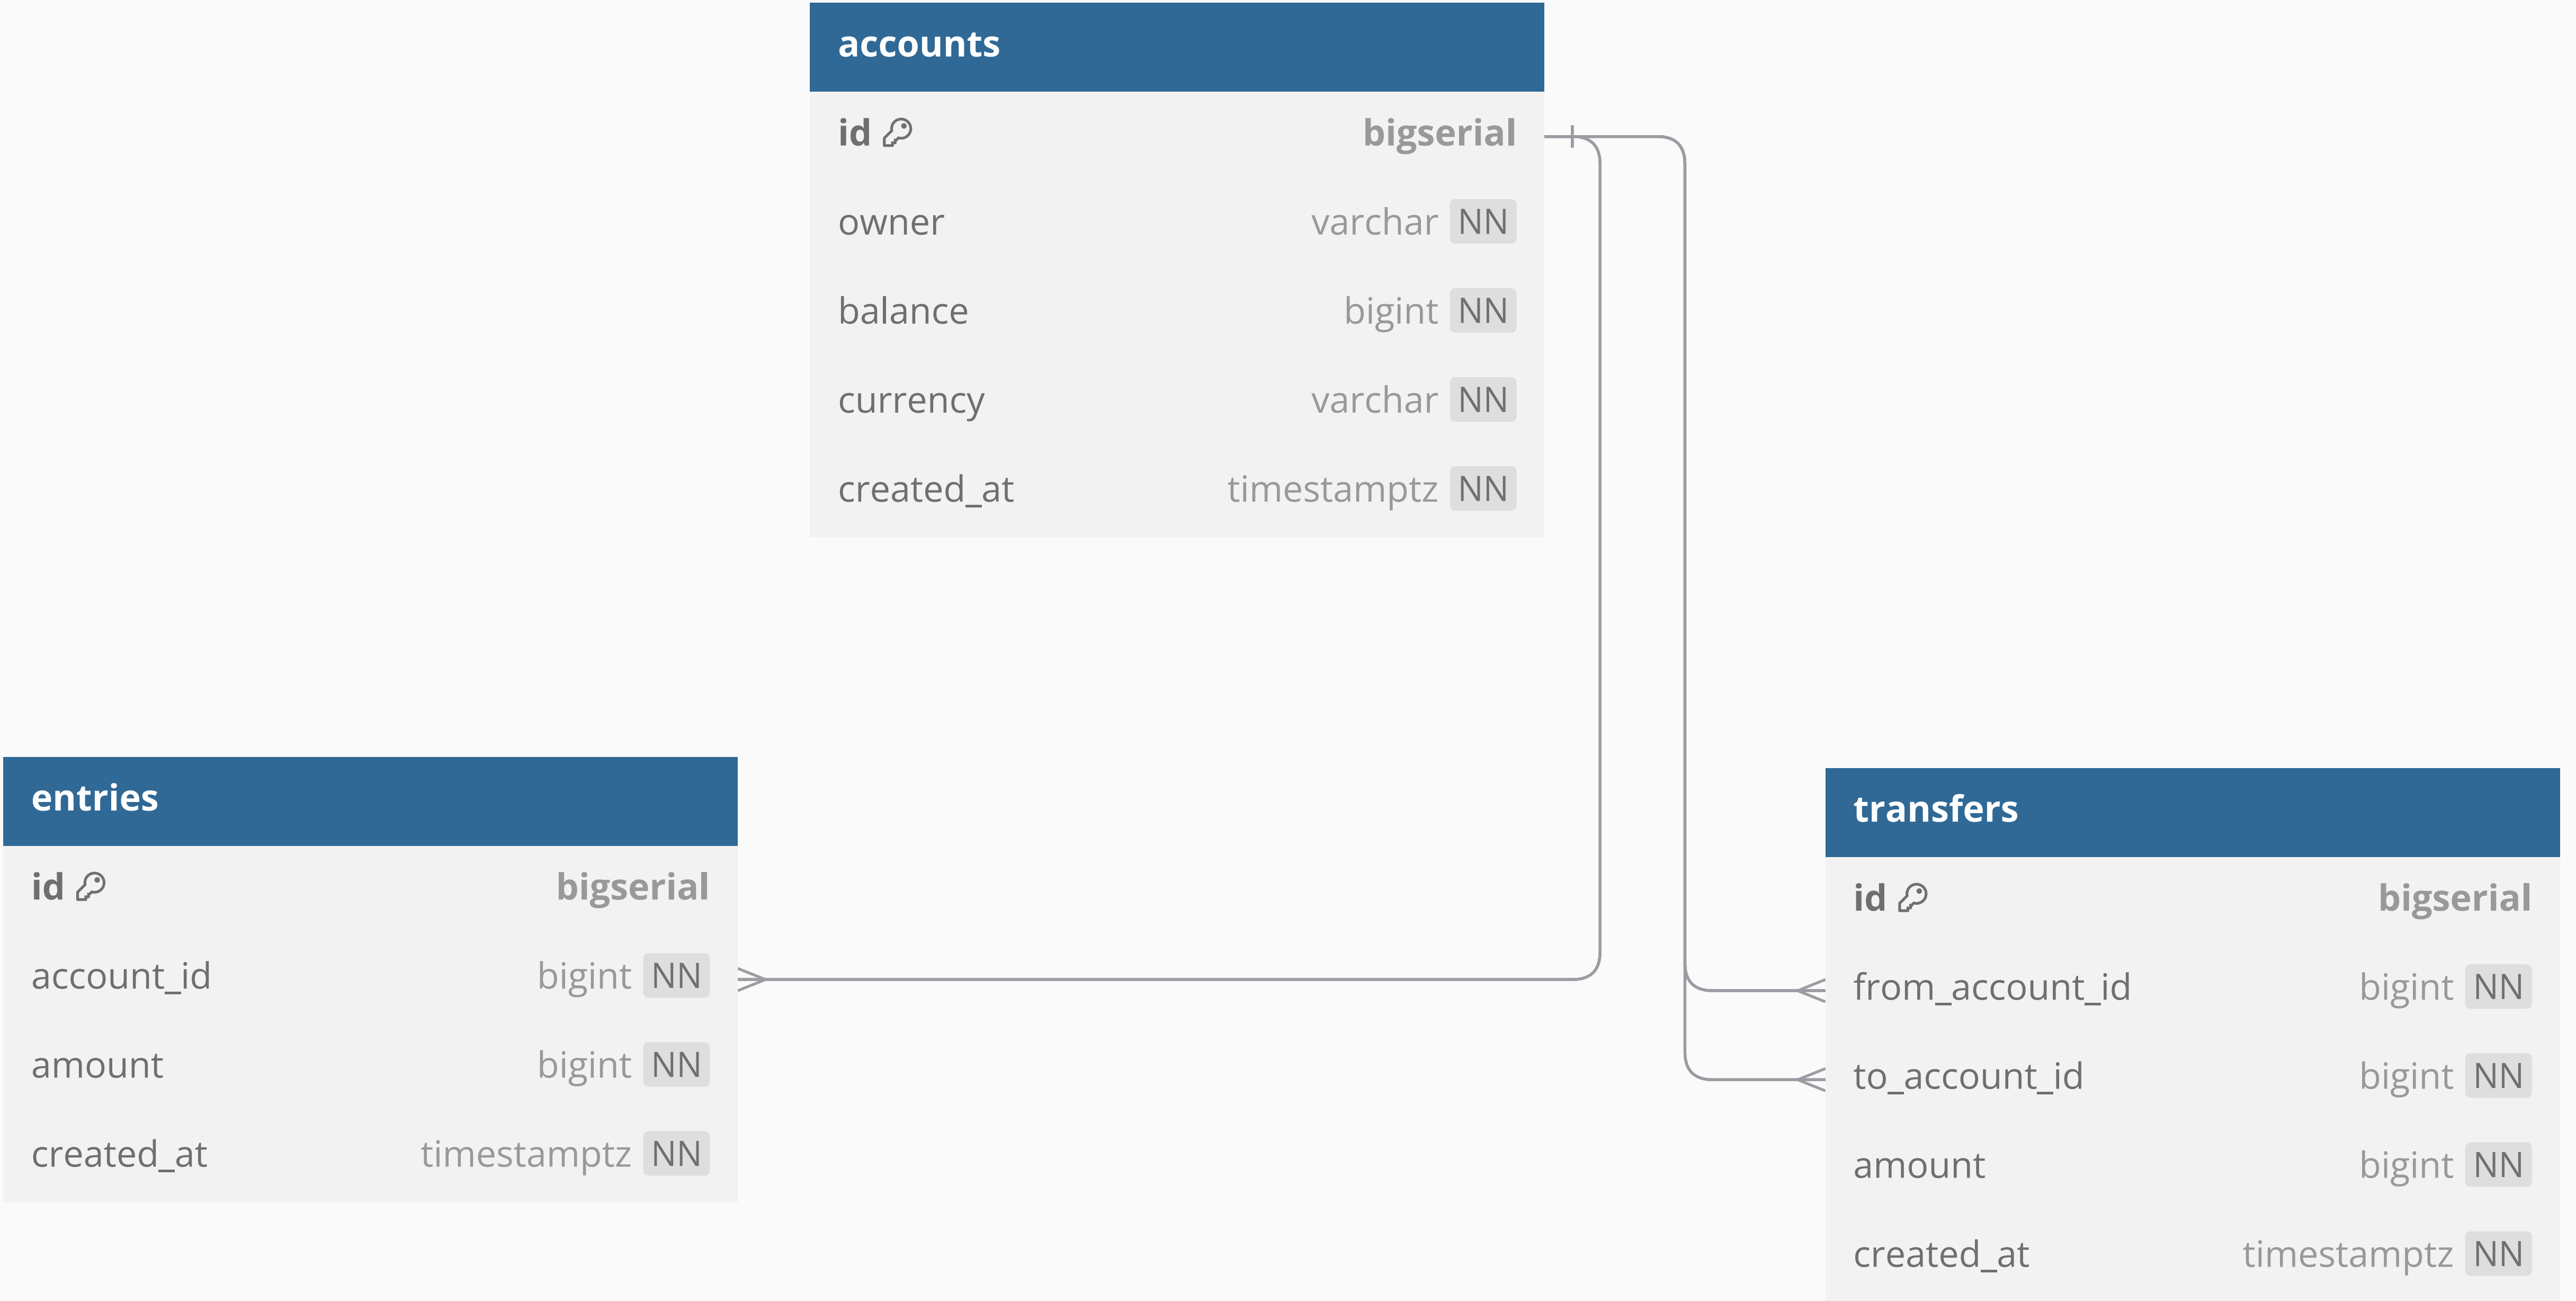 accounts
id bigserial
owner varchar NN
balance bigint NN
currency varchar NN
created_at timestamptz NN
entries
id bigserial
account_id bigint NN
amount bigint NN
created_at timestamptz NN
transfers
id bigserial
from_account_id bigint NN
to_account_id bigint NN
amount bigint NN
created_at timestamptz NN